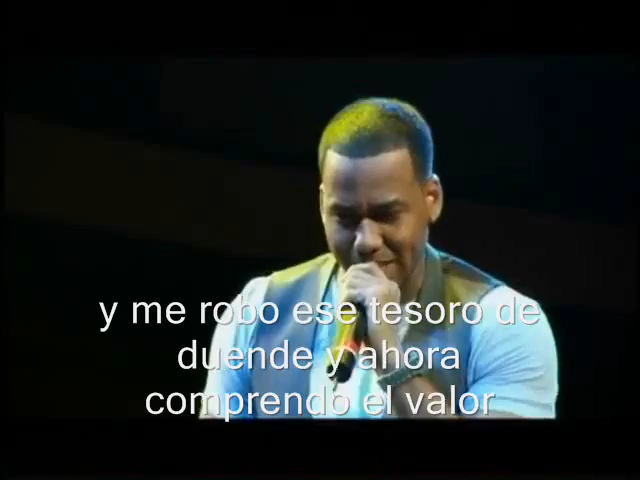 y me robo ese tesoro de
duende y ahora
comprendo el valor